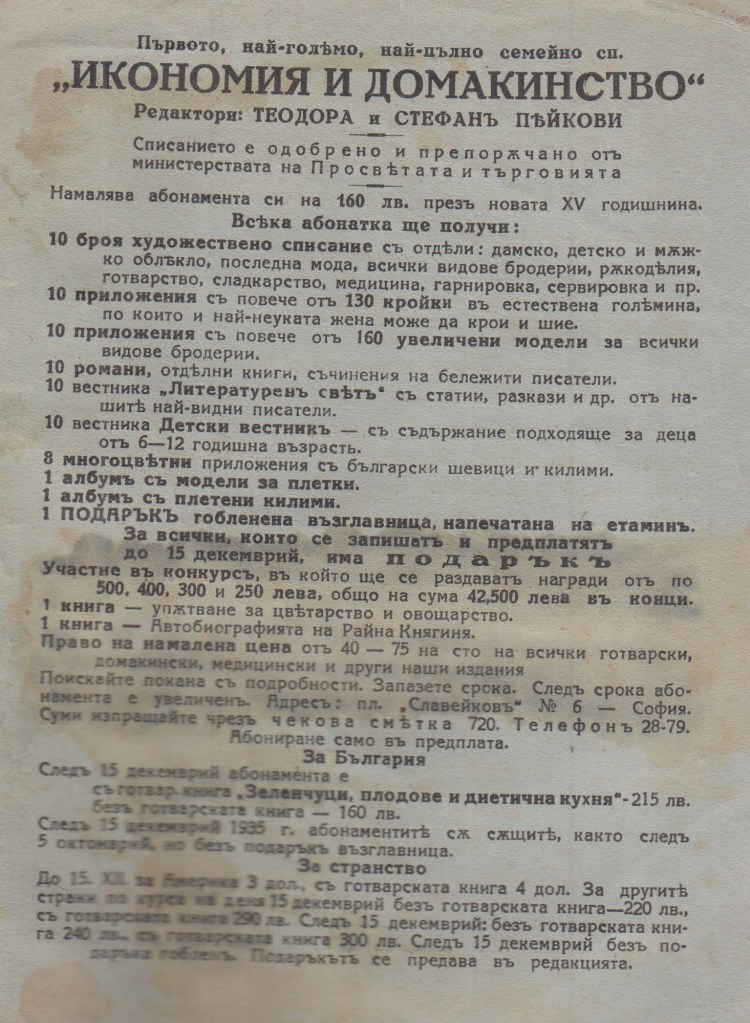 Първото, най-голѣмо, най-пълно семейно сп.
„ИКОНОМИЯ И ДОМАКИНСТВО“
Редактори: ТЕОДОРА и СТЕФАНЪ ПѢЙКОВИ
Списанието е одобрено и препорѫчано отъ
министерствата на Просвѣтата и търговията
Намалява абонамента си на 160 лв. презъ новата XV годишнина.
Всѣка абонатка ще получи:
10 броя художествено списание съ отдѣли: дамско, детско и мѫж-
ко облѣкло, последна мода, всички видове бродерии, рѫкоделия,
готварство, сладкарство, медицина, гарнировка, сервировка и пр.
10 приложения съ повече отъ 130 кройки въ естествена голѣмина,
по които и най-неуката жена може да крои и шие.
10 приложения съ повече отъ 160 увеличени модели за всички
видове бродерии.
10 романи, отдѣлни книги, съчинения на бележити писатели.
10 вестника „Литературенъ свѣтъ“ съ статии, разкази и др. отъ на-
шитѣ най-видни писатели.
10 вестника Детски вестникъ — съ съдържание подходяще за деца
отъ 6—12 годишна възрасть.
8 многоцвѣтни приложения съ български шевици и килими.
1 албумъ съ модели за плетки.
1 албумъ съ плетени килими.
1 ПОДАРЪКЪ гобленена възглавница, напечатана на етаминъ.
За всички, които се запишатъ и предплатятъ
до 15 декемврий, има подаръкъ
Участие въ конкурсъ, въ който ще се раздаватъ награди отъ по
500, 400, 300 и 250 лева, общо на сума 42,500 лева въ конци.
1 книга — упѫтване за цвѣтарство и овощарство.
1 книга — Автобиографията на Райна Княгиня.
Право на намалена цена отъ 40 — 75 на сто на всички готварски,
домакински, медицински и други наши издания
Поискайте покана съ подробности. Запазете срока. Следъ срока або-
намента е увеличенъ. Адресъ: пл. „Славейковъ“ № 6 — София.
Суми изпращайте чрезъ чекова смѣтка 720. Телефонъ 28-79.
Абониране само въ предплата.
За България
Следъ 15 декемврий абонамента е
съ готвар. книга „Зеленчуци, плодове и диетична кухня“-215 лв.
безъ готварската книга — 160 лв.
Следъ 15 декемврий 1935 г. абонаментитѣ сѫ сѫщитѣ, както следъ
5 октомврий, но безъ подаръкъ възглавница.
За странство
До 15. XII. за Америка 3 дол., съ готварската книга 4 дол. За другитѣ
страни по курса на деня 15 декемврий безъ готварската книга—220 лв.,
съ готварската книга 290 лв. Следъ 15 декемврий: безъ готварската кни-
га 240 лв., съ готварската книга 300 лв. Следъ 15 декемврий безъ по-
даръка гобленъ. Подаръкътъ се предава въ редакцията.